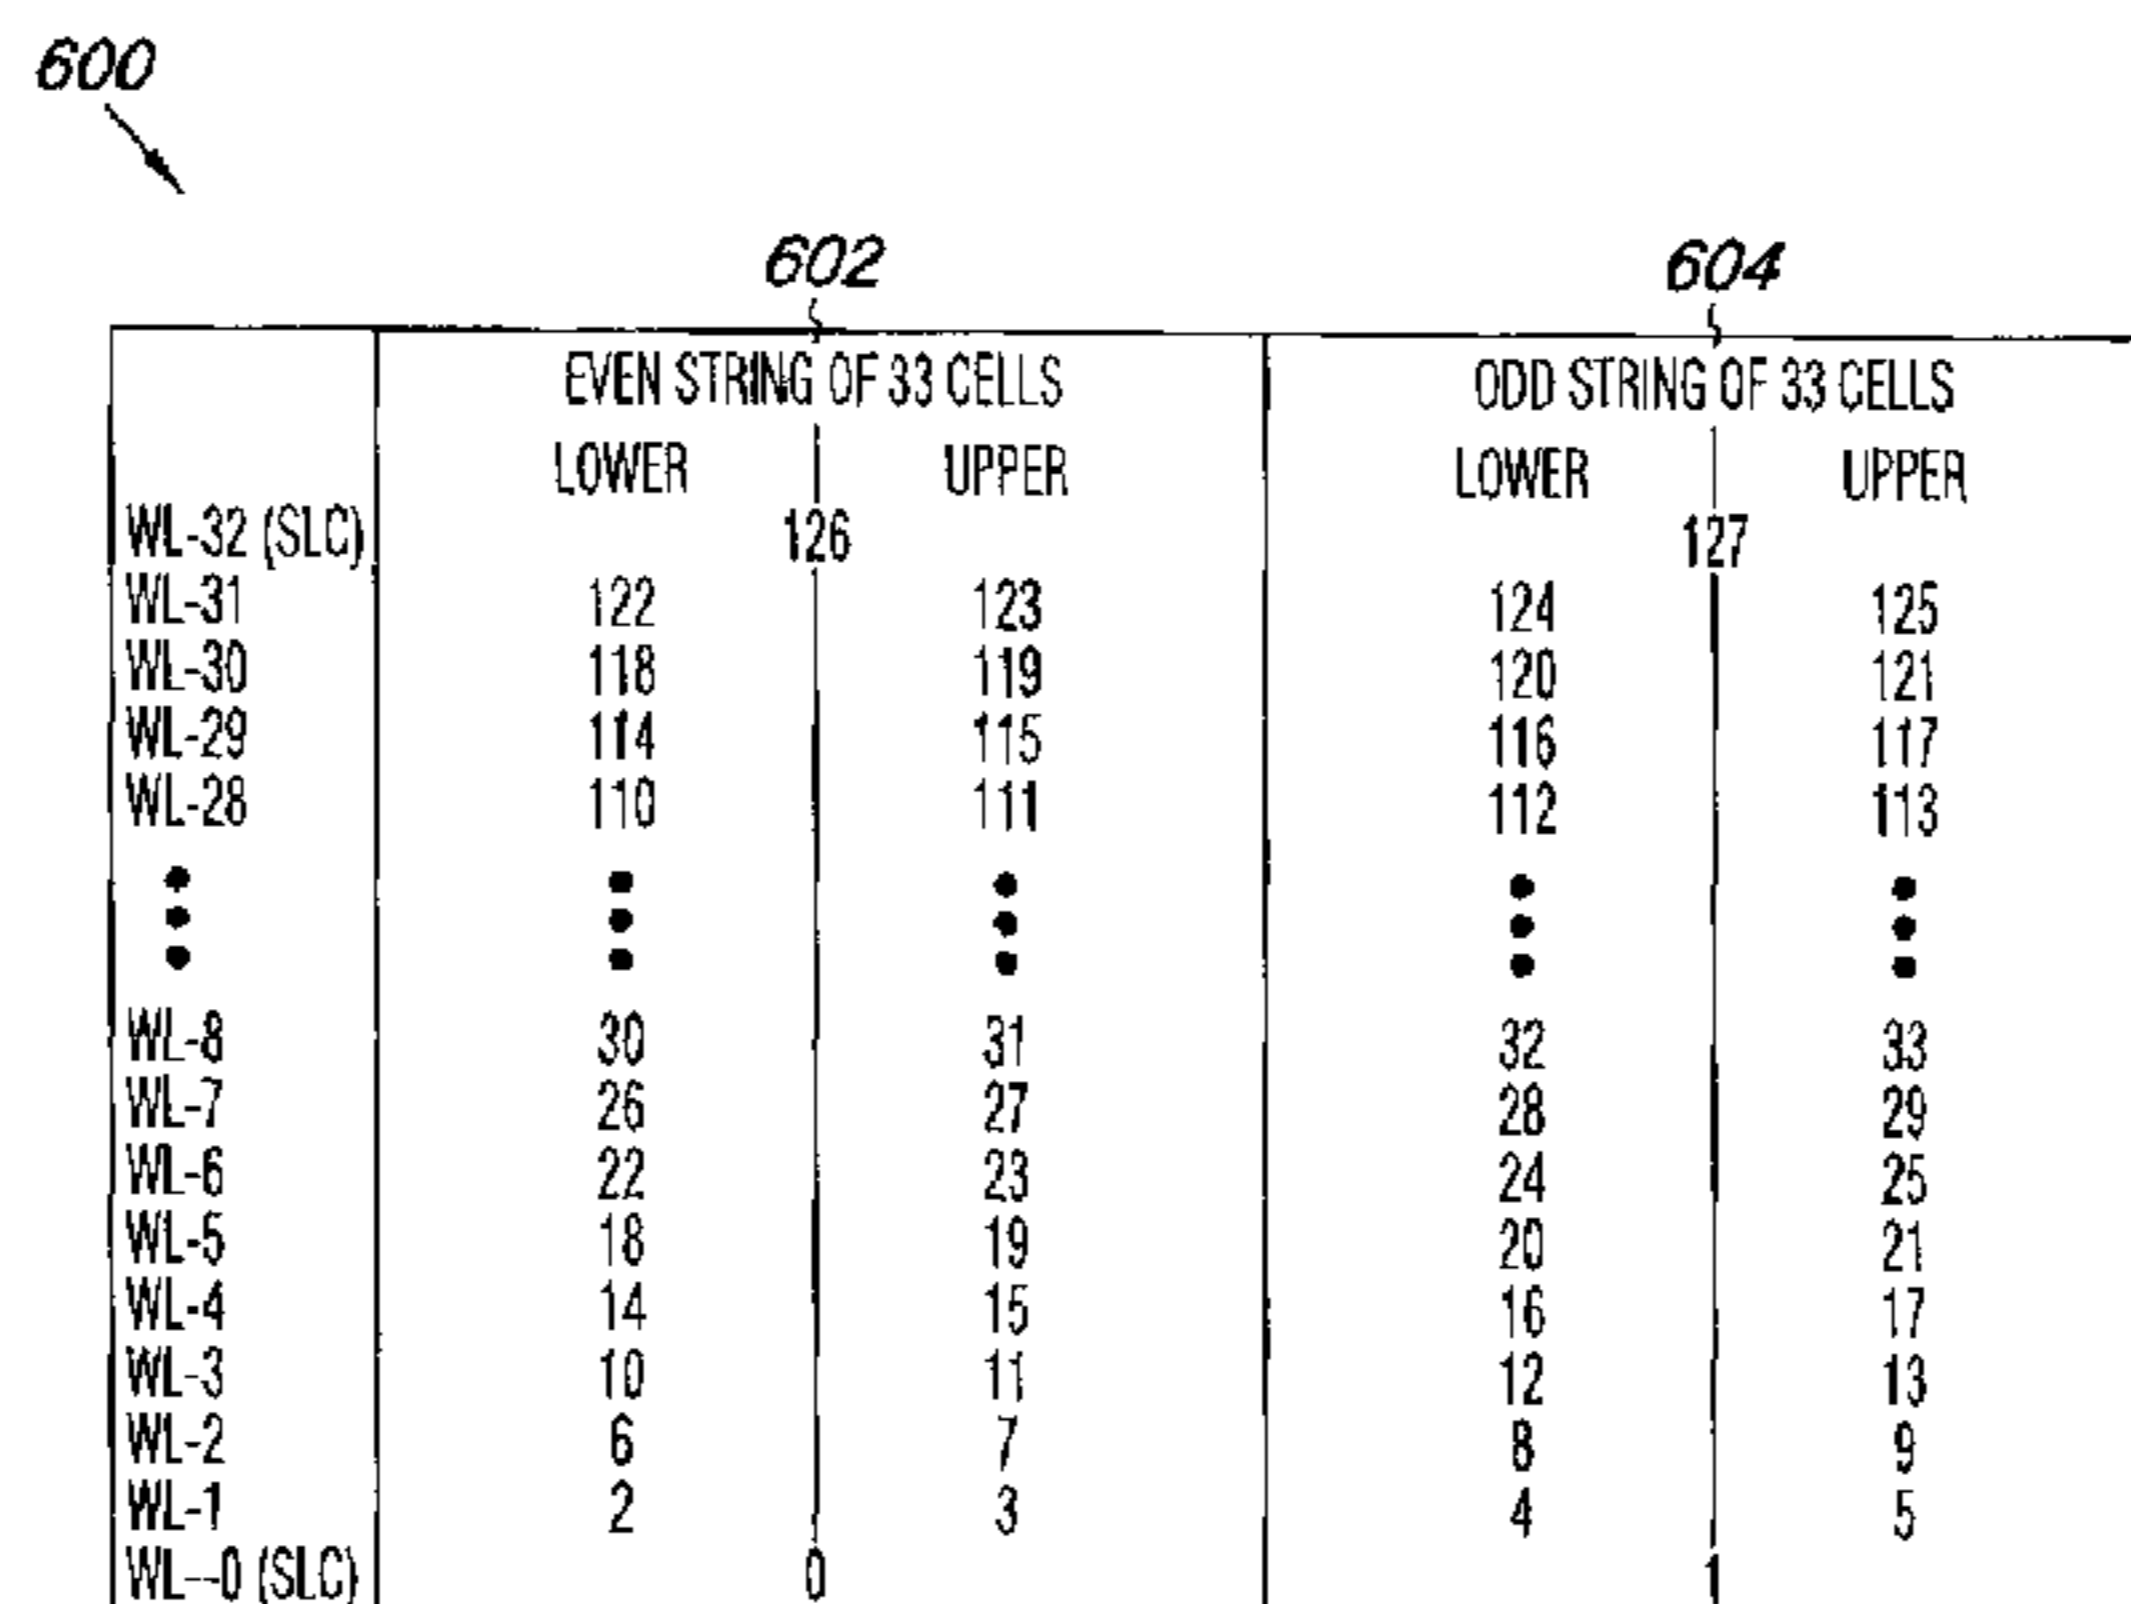 600
602 604
EVEN STRING OF 33 CELLS ODD STRING OF 33 CELLS
LOWER UPPER LOWER UPPER
WL-32 (SLC) 126 127
WL-31 122 123 124 125
WL-30 118 119 120 121
WL-29 114 115 116 117
WL-28 110 111 112 113
WL-8 30 31 32 33
WL-7 26 27 28 29
WL-6 22 23 24 25
WL-5 18 19 20 21
WL-4 14 15 16 17
WL-3 10 11 12 13
WL-2 6 7 8 9
WL-1 2 3 4 5
WL--0 (SLC) 0 1